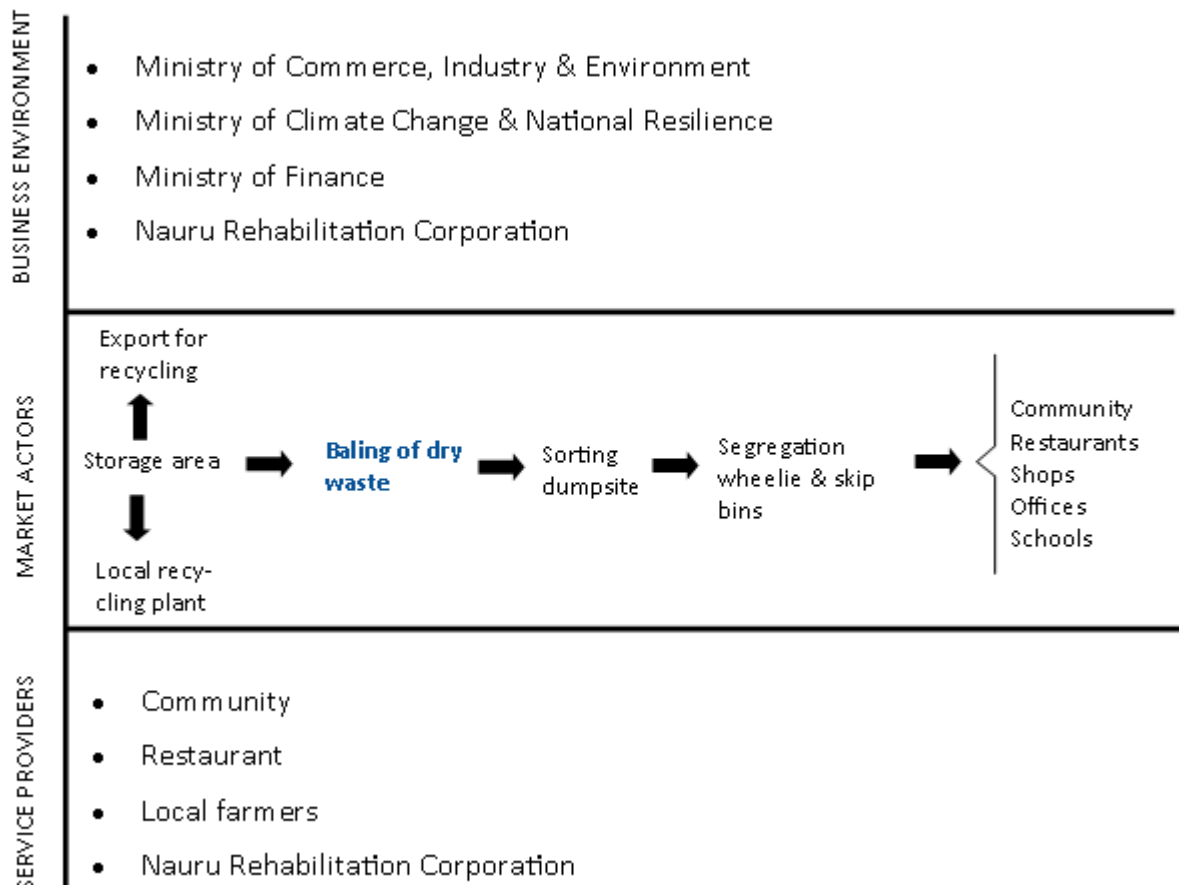 BUSINESS ENVIRONMENT
• Ministry of Commerce, Industry & Environment
• Ministry of Climate Change & National Resilience
• Ministry of Finance
• Nauru Rehabilitation Corporation
MARKET ACTORS
Export for
recycling
Storage area
Local recy-
cling plant
Baling of dry
waste
Sorting
dumpsite
Segregation
wheelie & skip
bins
Community
Restaurants
Shops
Offices
Schools
SERVICE PROVIDERS
• Community
• Restaurant
• Local farmers
• Nauru Rehabilitation Corporation